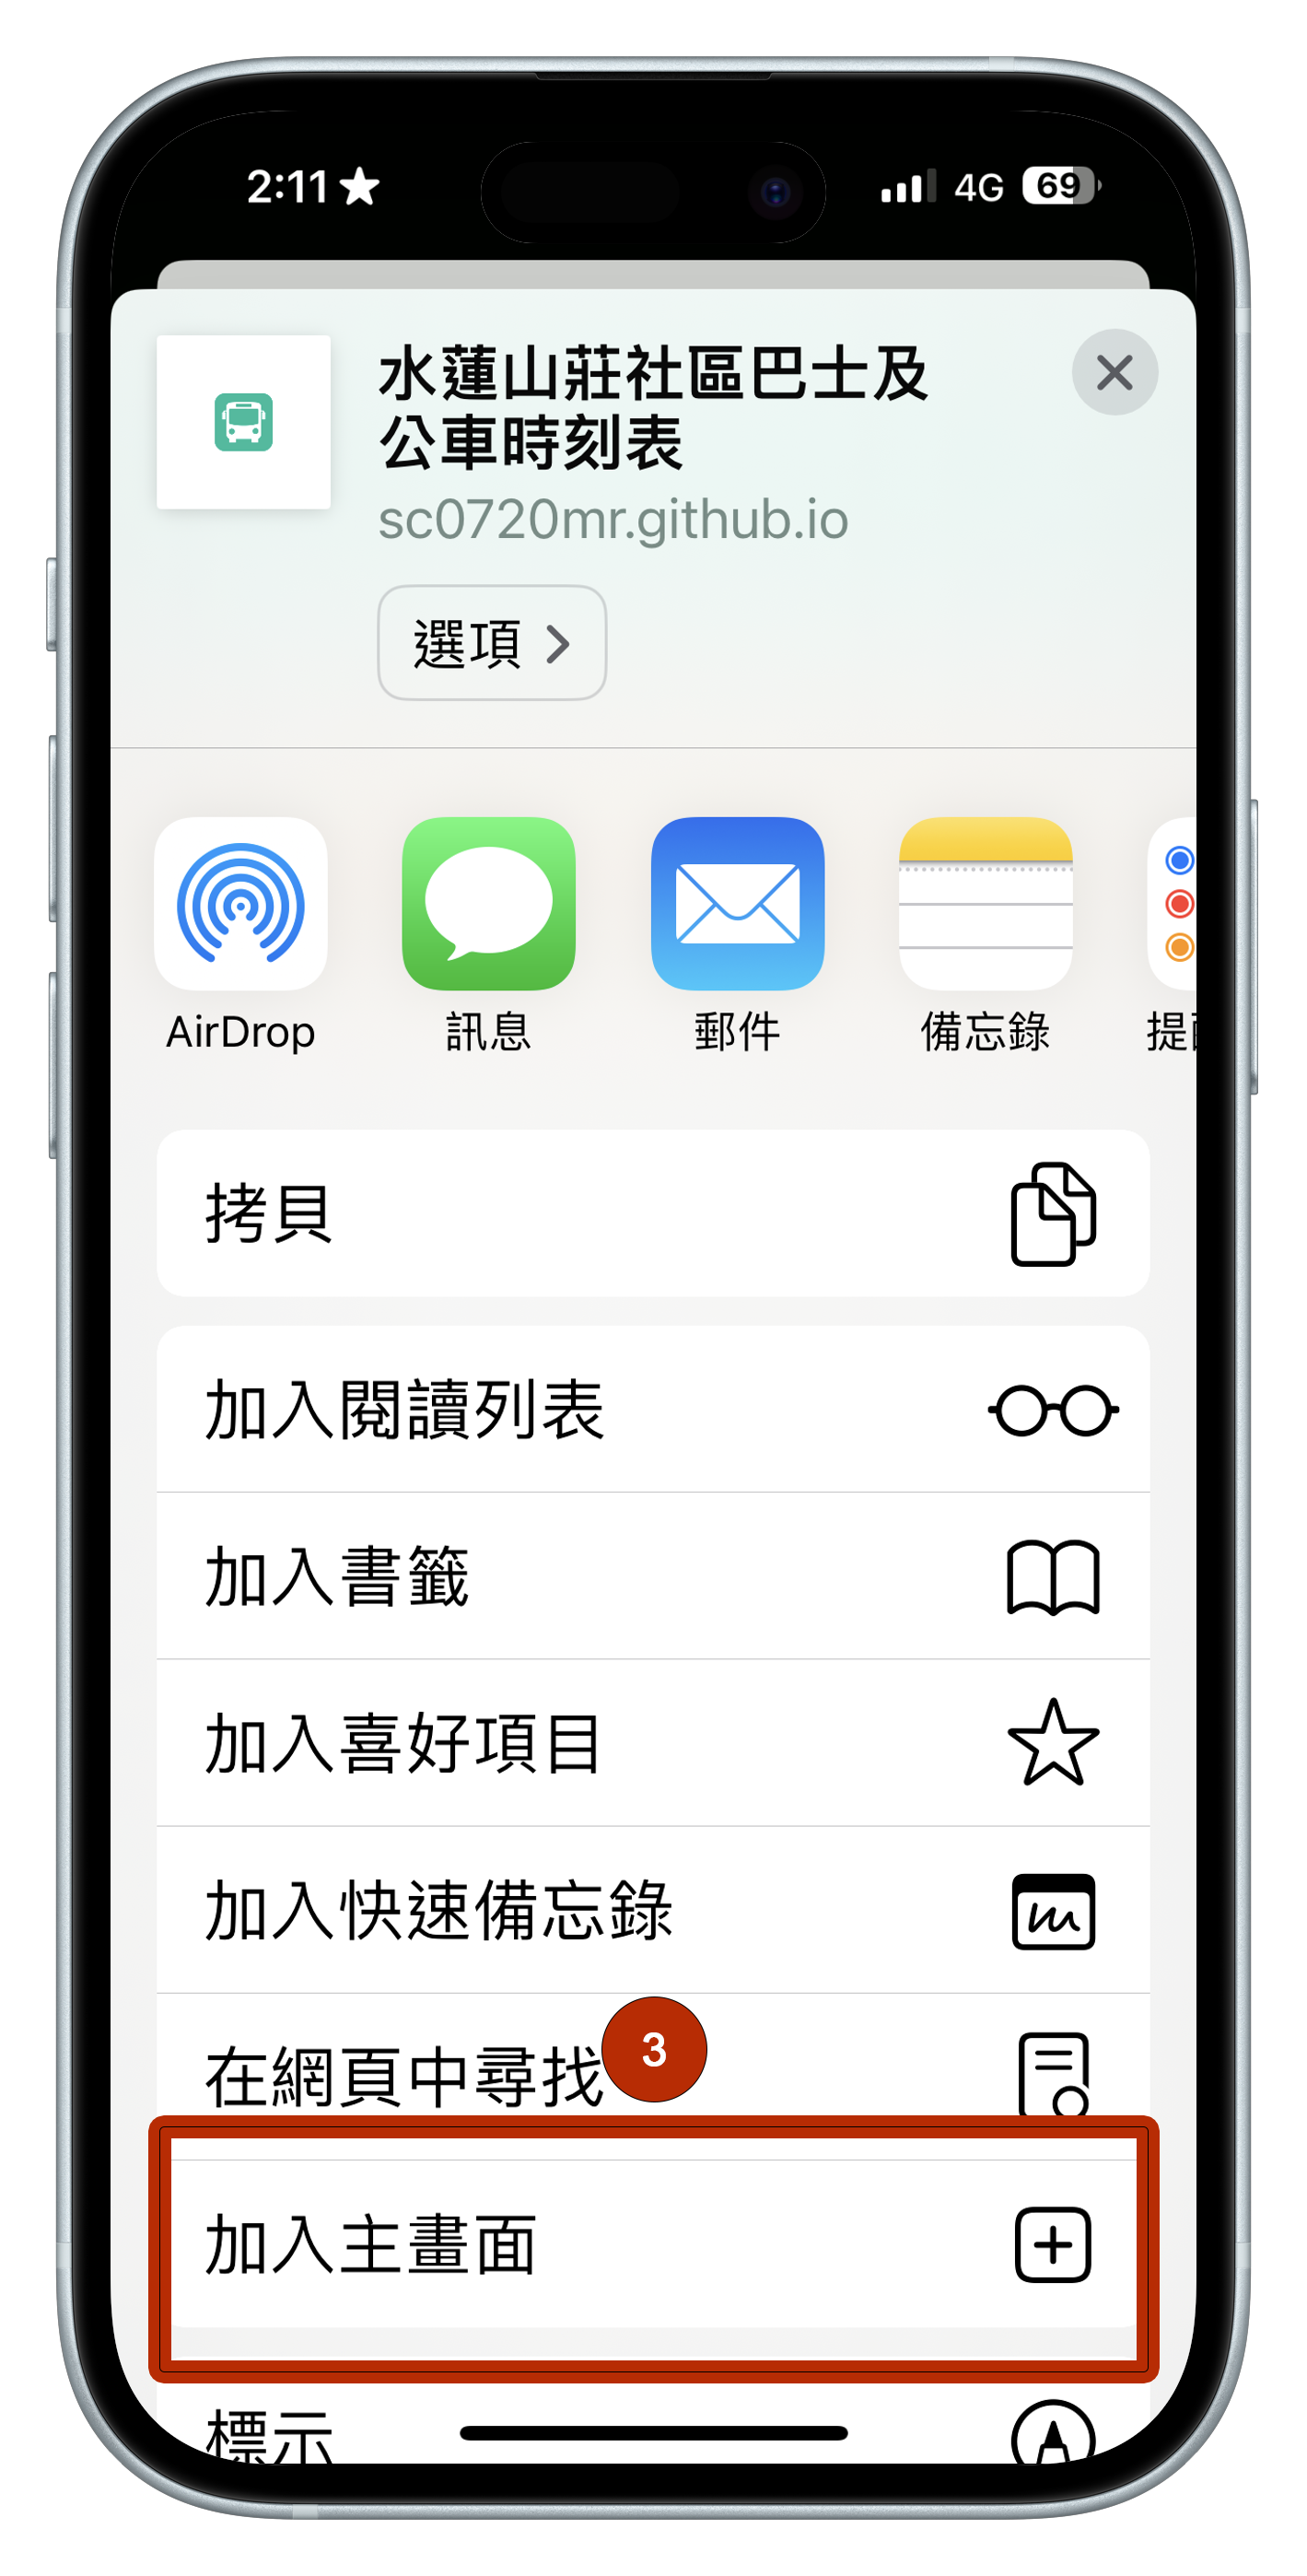 2:11
4G
69
水蓮山莊社區巴士及
公車時刻表
sc0720mr.github.io
選項
AirDrop
訊息
郵件
備忘錄
提
拷貝
加入閱讀列表
加入書籤
加入喜好項目
加入快速備忘錄
在網頁中尋找
3
加入主畫面
標示